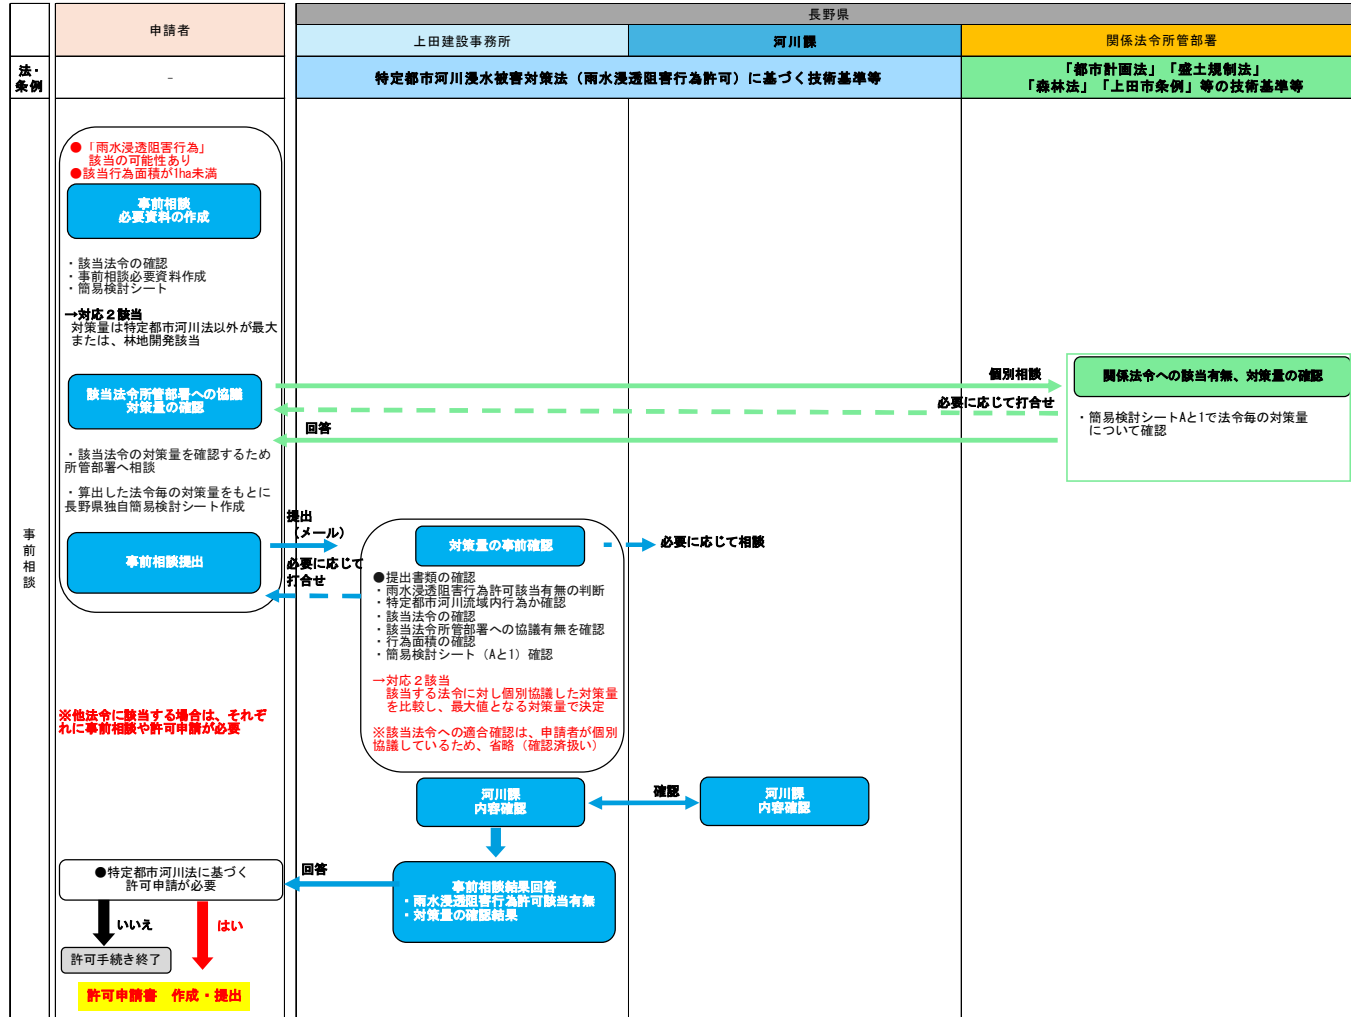 申請者
長野県
上田建設事務所
河川課
関係法令所管部署
法・
条例
-
特定都市河川浸水被害対策法（雨水浸透阻害行為許可）に基づく技術基準等
「都市計画法」「盛土規制法」
「森林法」「上田市条例」等の技術基準等
事前相談
●「雨水浸透阻害行為」
該当の可能性あり
●該当行為面積が1ha未満
事前相談
必要資料の作成
・該当法令の確認
・事前相談必要資料作成
・簡易検討シート
→対応２該当
対策量は特定都市河川法以外が最大
または、林地開発該当
該当法令所管部署への協議
対策量の確認
個別相談
必要に応じて打合せ
回答
関係法令への該当有無、対策量の確認
・簡易検討シートAと1で法令毎の対策量
について確認
・該当法令の対策量を確認するため
所管部署へ相談
・算出した法令毎の対策量をもとに
長野県独自簡易検討シート作成
事前相談提出
提出
（メール）
必要に応じて
打合せ
対策量の事前確認
必要に応じて相談
●提出書類の確認
・雨水浸透阻害行為許可該当有無の判断
・特定都市河川流域内行為か確認
・該当法令の確認
・該当法令所管部署への協議有無を確認
・行為面積の確認
・簡易検討シート（Aと1）確認
→対応２該当
該当する法令に対し個別協議した対策量
を比較し、最大値となる対策量で決定
※該当法令への適合確認は、申請者が個別
協議しているため、省略（確認済扱い）
※他法令に該当する場合は、それぞ
れに事前相談や許可申請が必要
河川課
内容確認
確認
河川課
内容確認
事前相談結果回答
・雨水浸透阻害行為許可該当有無
・対策量の確認結果
回答
●特定都市河川法に基づく
許可申請が必要
いいえ
はい
許可手続き終了
許可申請書　作成・提出